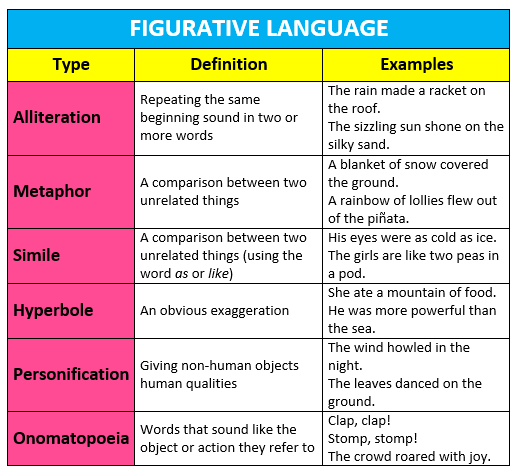 FIGURATIVE LANGUAGE
Type
Definition
Examples
Alliteration
Repeating the same
beginning sound in two or
more words
The rain made a racket on
the roof.
The sizzling sun shone on the
silky sand.
Metaphor
A comparison between two
unrelated things
A blanket of snow covered
the ground.
A rainbow of lollies flew out
of the piñata.
Simile
A comparison between two
unrelated things (using the
word as or like)
His eyes were as cold as ice.
The girls are like two peas in
a pod.
Hyperbole
An obvious exaggeration
She ate a mountain of food.
He was more powerful than
the sea.
Personification
Giving non-human objects
human qualities
The wind howled in the
night.
The leaves danced on the
ground.
Onomatopoeia
Words that sound like the
object or action they refer to
Clap, clap!
Stomp, stomp!
The crowd roared with joy.